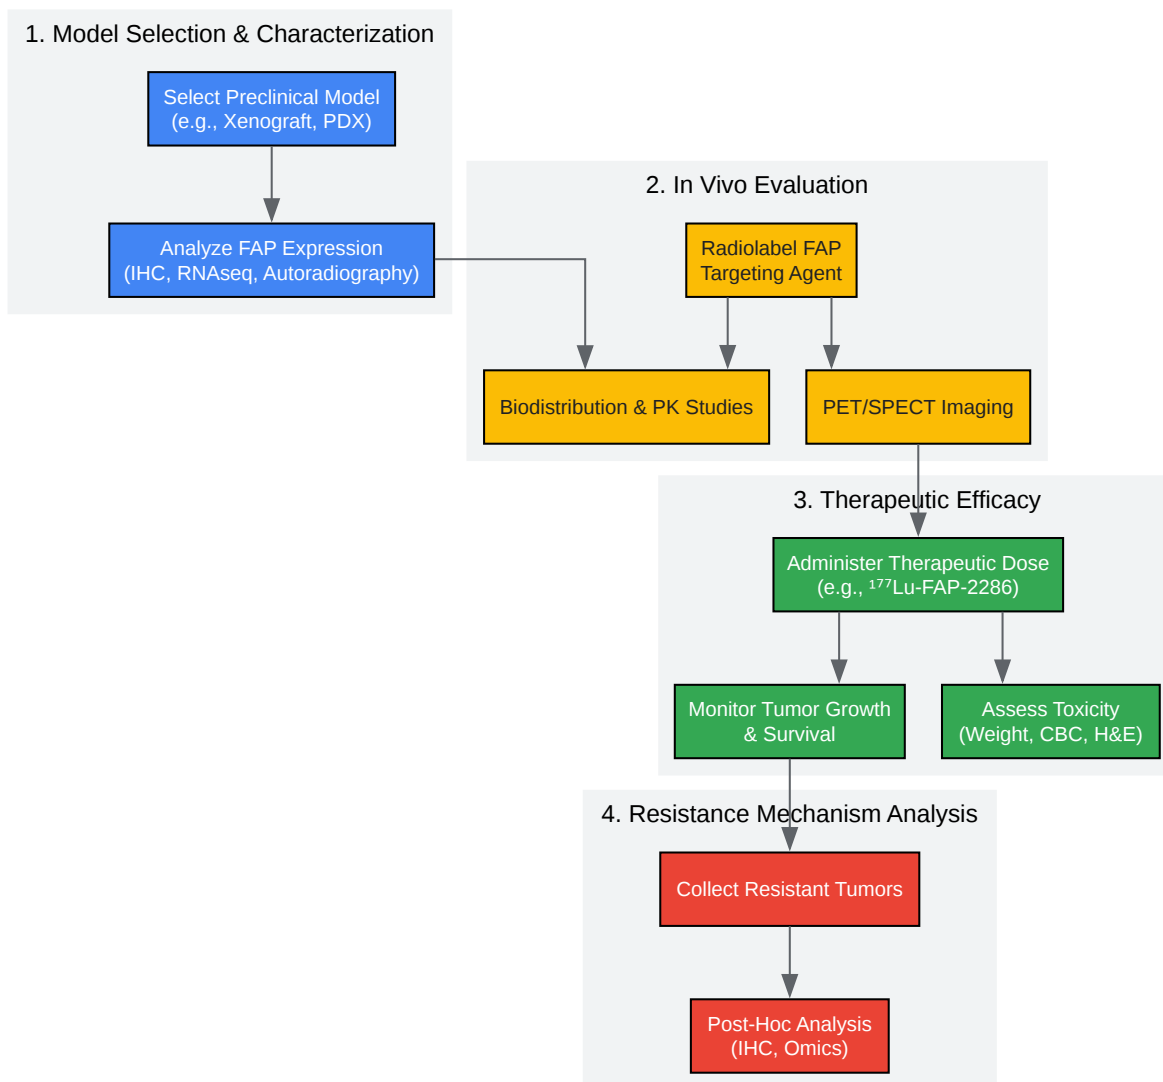 1. Model Selection & Characterization
Select Preclinical Model
(e.g., Xenograft, PDX)
Analyze FAP Expression
(IHC, RNAseq, Autoradiography)
2. In Vivo Evaluation
Radiolabel FAP
Targeting Agent
Biodistribution & PK Studies
PET/SPECT Imaging
3. Therapeutic Efficacy
Administer Therapeutic Dose
(e.g., ¹⁷⁷Lu-FAP-2286)
Monitor Tumor Growth
& Survival
Assess Toxicity
(Weight, CBC, H&E)
4. Resistance Mechanism Analysis
Collect Resistant Tumors
Post-Hoc Analysis
(IHC, Omics)